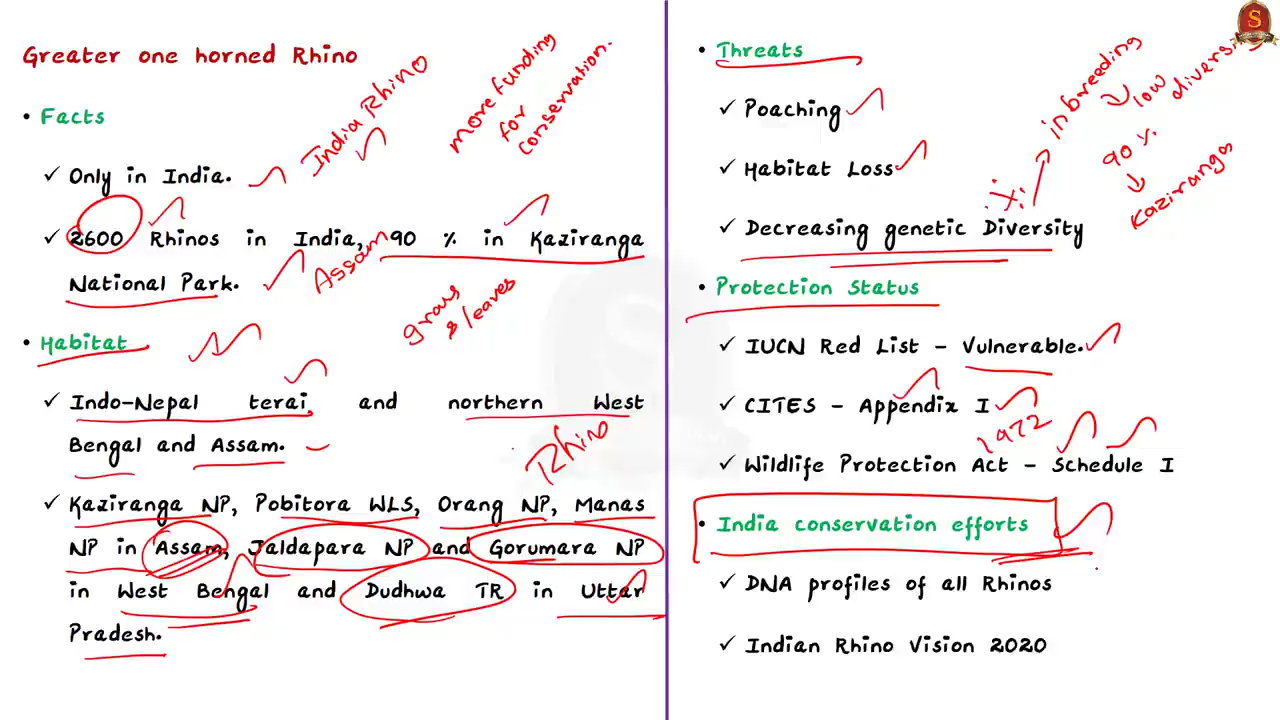 Greater one horned Rhino
• Facts
✓ Only in India.
India Rhino
more funding
for
conservation.
✓ 2600 Rhinos in India, 90 % in Kaziranga
National Park.
Assam
grass
& leaves
• Habitat
✓ Indo-Nepal terai and northern West
Bengal and Assam.
Rhino
✓ Kaziranga NP, Pobitora WLS, Orang NP, Manas
NP in Assam, Jaldapara NP and Gorumara NP
in West Bengal and Dudhwa TR in Uttar
Pradesh.
• Threats
✓ Poaching
✓ Habitat Loss
✓ Decreasing genetic Diversity
inbreeding
low
90 %
Kaziranga
• Protection Status
✓ IUCN Red List - Vulnerable.
✓ CITES - Appendix I
1972
✓ Wildlife Protection Act - Schedule I
• India conservation efforts
✓ DNA profiles of all Rhinos
✓ Indian Rhino Vision 2020